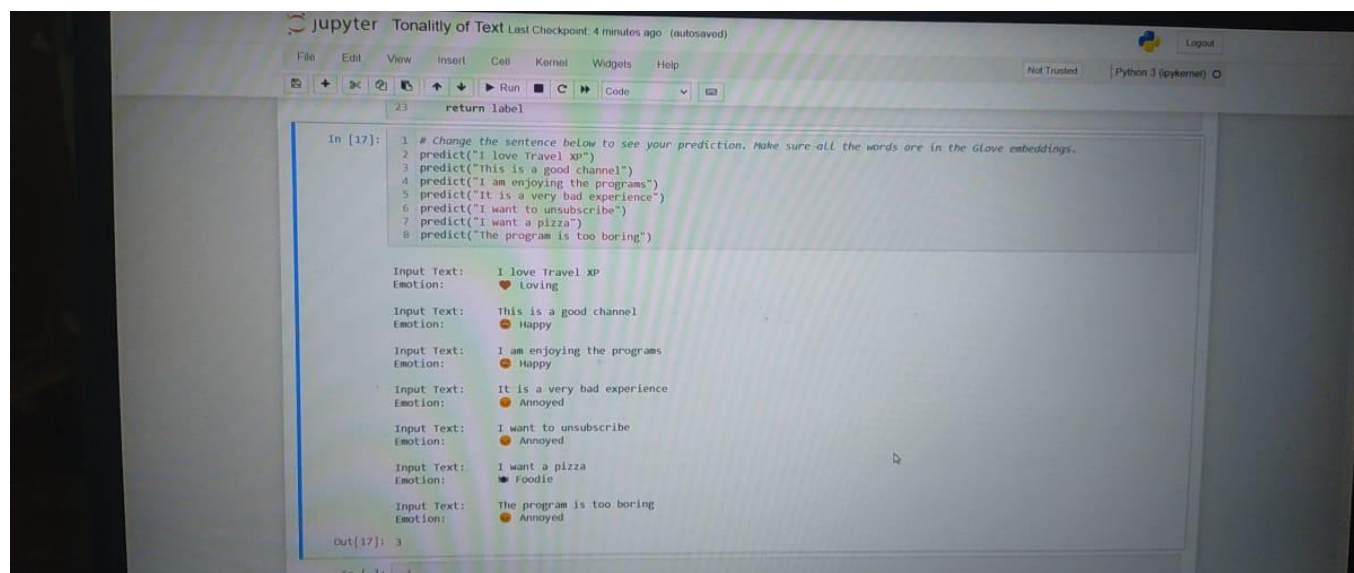 jupyter Tonalitly of Text Last Checkpoint: 4 minutes ago (autosaved)
Logout
File Edit View Insert Cell Kernel Widgets Help
Not Trusted Python 3 (ipykernel)
Run Code
23 return label
In [17]:
1 # Change the sentence below to see your prediction. Make sure all the words are in the Glove embeddings.
2 predict("I love Travel XP")
3 predict("This is a good channel")
4 predict("I am enjoying the programs")
5 predict("It is a very bad experience")
6 predict("I want to unsubscribe")
7 predict("I want a pizza")
8 predict("The program is too boring")
Input Text: I love Travel XP
Emotion: ❤ Loving
Input Text: This is a good channel
Emotion: Happy
Input Text: I am enjoying the programs
Emotion: Happy
Input Text: It is a very bad experience
Emotion: Annoyed
Input Text: I want to unsubscribe
Emotion: Annoyed
Input Text: I want a pizza
Emotion: Foodie
Input Text: The program is too boring
Emotion: Annoyed
Out[17]: 3